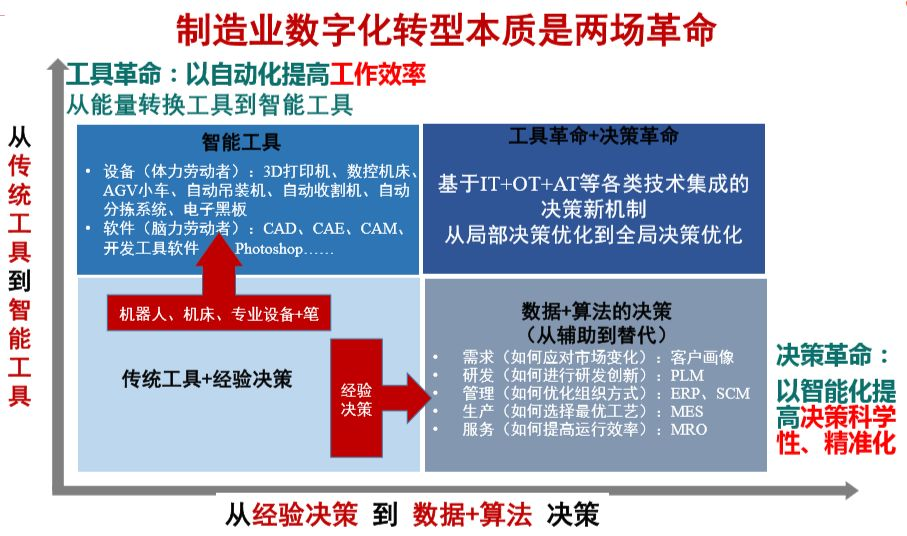 制造业数字化转型本质是两场革命
工具革命：以自动化提高工作效率
从能量转换工具到智能工具
从传统工具到智能工具
智能工具
• 设备（体力劳动者）：3D打印机、数控机床、
AGV小车、自动吊装机、自动收割机、自动
分拣系统、电子黑板
• 软件（脑力劳动者）：CAD、CAE、CAM、
开发工具软件 Photoshop……
工具革命+决策革命
基于IT+OT+AT等各类技术集成的
决策新机制
从局部决策优化到全局决策优化
机器人、机床、专业设备+笔
传统工具+经验决策
经验
决策
数据+算法的决策
（从辅助到替代）
• 需求（如何应对市场变化）：客户画像
• 研发（如何进行研发创新）：PLM
• 管理（如何优化组织方式）：ERP、SCM
• 生产（如何选择最优工艺）：MES
• 服务（如何提高运行效率）：MRO
决策革命：
以智能化提
高决策科学
性、精准化
从经验决策 到 数据+算法 决策